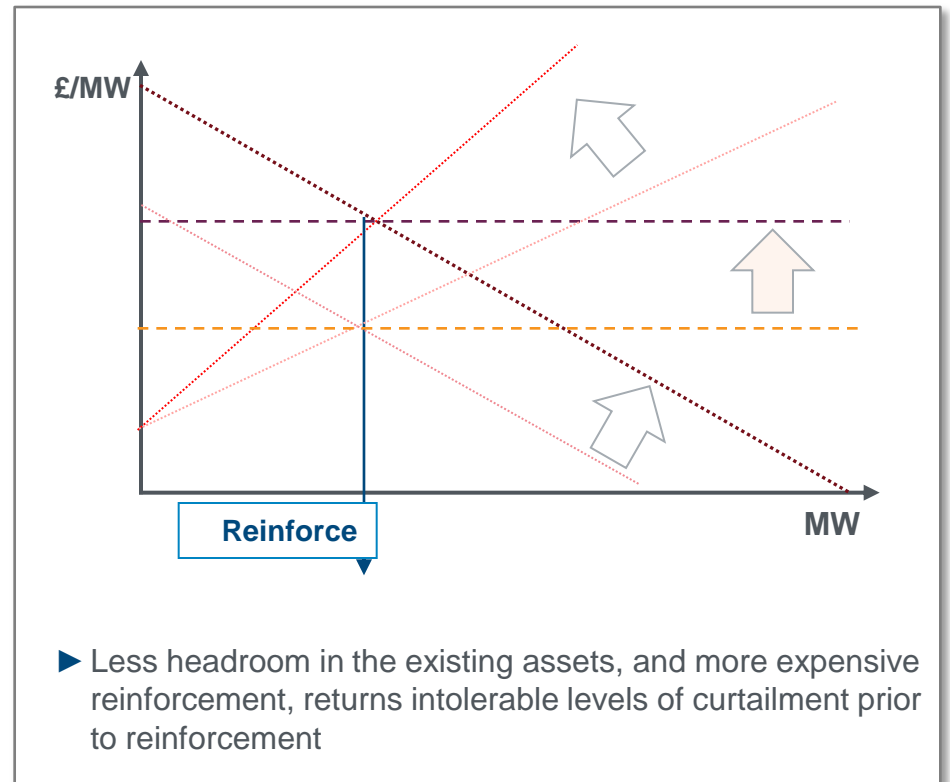 £/MW
MW
Reinforce
► Less headroom in the existing assets, and more expensive
reinforcement, returns intolerable levels of curtailment prior
to reinforcement